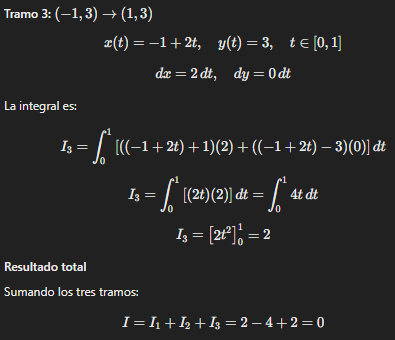 Tramo 3: (−1, 3) → (1, 3)
x(t) = −1 + 2t, y(t) = 3, t ∈ [0, 1]
dx = 2 dt, dy = 0 dt
La integral es:
I₃ = ∫₀¹ [((−1 + 2t) + 1)(2) + ((−1 + 2t) − 3)(0)] dt
I₃ = ∫₀¹ [(2t)(2)] dt = ∫₀¹ 4t dt
I₃ = [2t²]₀¹ = 2
Resultado total
Sumando los tres tramos:
I = I₁ + I₂ + I₃ = 2 − 4 + 2 = 0